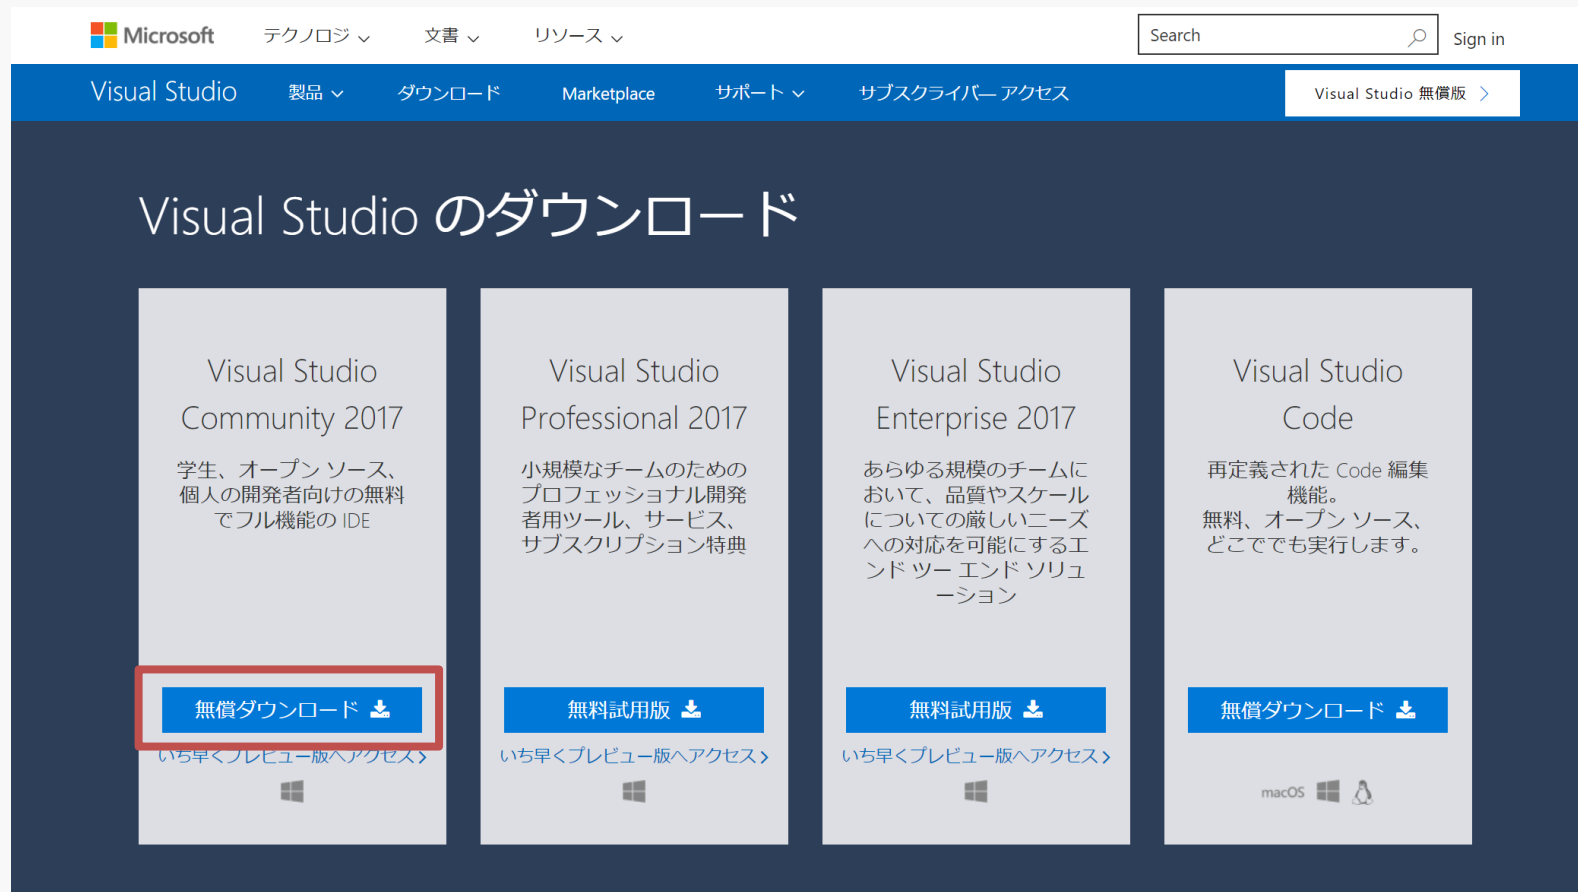 Microsoft テクノロジ 文書 リソース Search Sign in
Visual Studio 製品 ダウンロード Marketplace サポート サブスクライバー アクセス Visual Studio 無償版
Visual Studio のダウンロード
Visual Studio
Community 2017
学生、オープン ソース、
個人の開発者向けの無料
でフル機能の IDE
無償ダウンロード
いち早くプレビュー版へアクセス
Visual Studio
Professional 2017
小規模なチームのための
プロフェッショナル開発
者用ツール、サービス、
サブスクリプション特典
無料試用版
いち早くプレビュー版へアクセス
Visual Studio
Enterprise 2017
あらゆる規模のチームに
おいて、品質やスケール
についての厳しいニーズ
への対応を可能にするエ
ンド ツー エンド ソリュ
ーション
無料試用版
いち早くプレビュー版へアクセス
Visual Studio
Code
再定義された Code 編集
機能。
無料、オープン ソース、
どこででも実行します。
無償ダウンロード
macOS